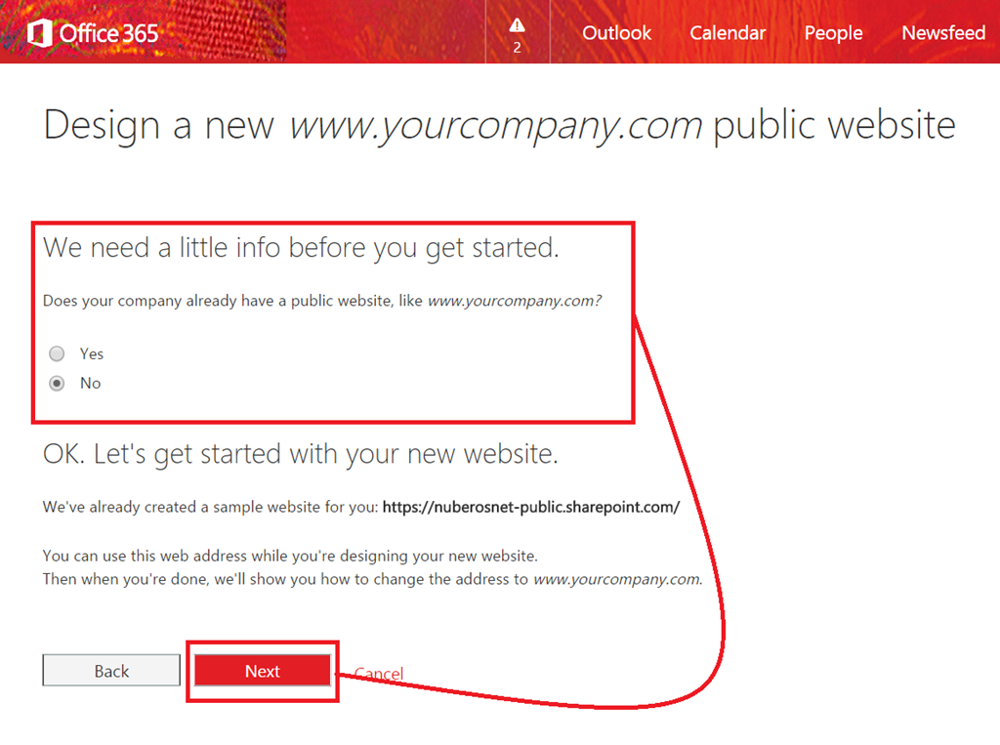 Office 365
2
Outlook
Calendar
People
Newsfeed
Design a new www.yourcompany.com public website
We need a little info before you get started.
Does your company already have a public website, like www.yourcompany.com?
Yes
No
OK. Let's get started with your new website.
We've already created a sample website for you: https://nuberosnet-public.sharepoint.com/
You can use this web address while you're designing your new website.
Then when you're done, we'll show you how to change the address to www.yourcompany.com.
Back
Next
Cancel